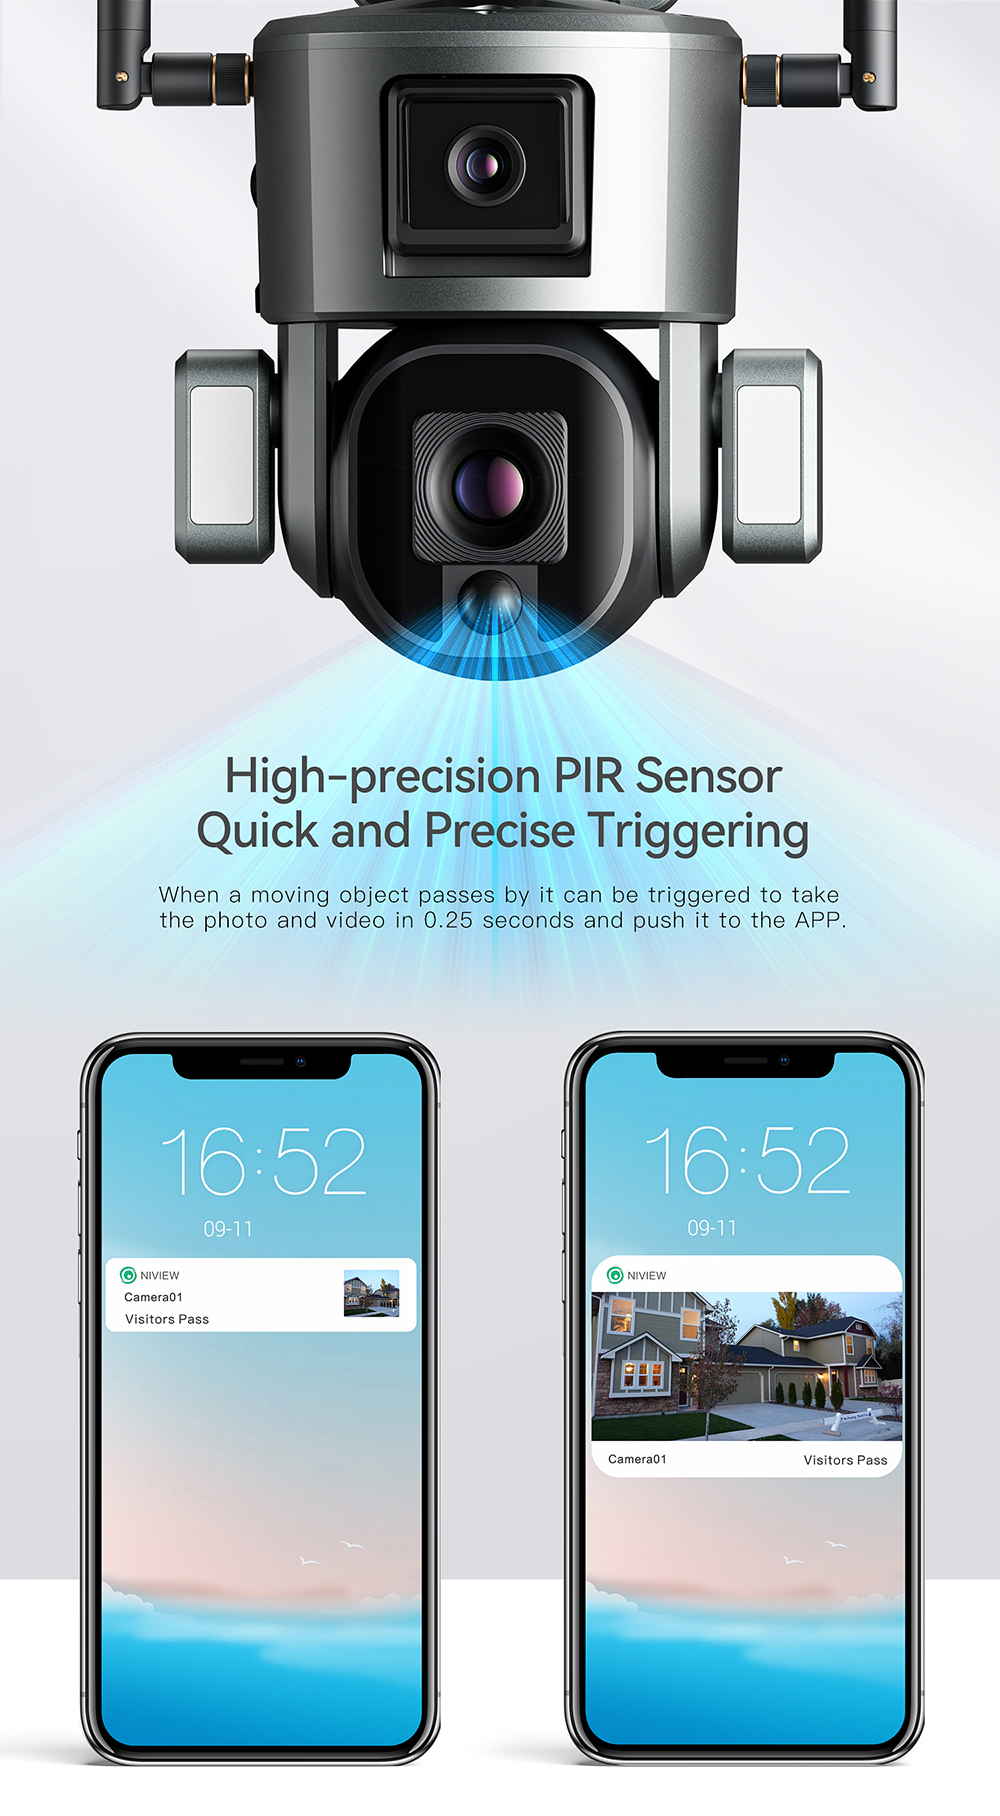 High-precision PIR Sensor
Quick and Precise Triggering
When a moving object passes by it can be triggered to take
the photo and video in 0.25 seconds and push it to the APP.
16:52
09-11
NIVIEW
Camera01
Visitors Pass
16:52
09-11
NIVIEW
Camera01
Visitors Pass